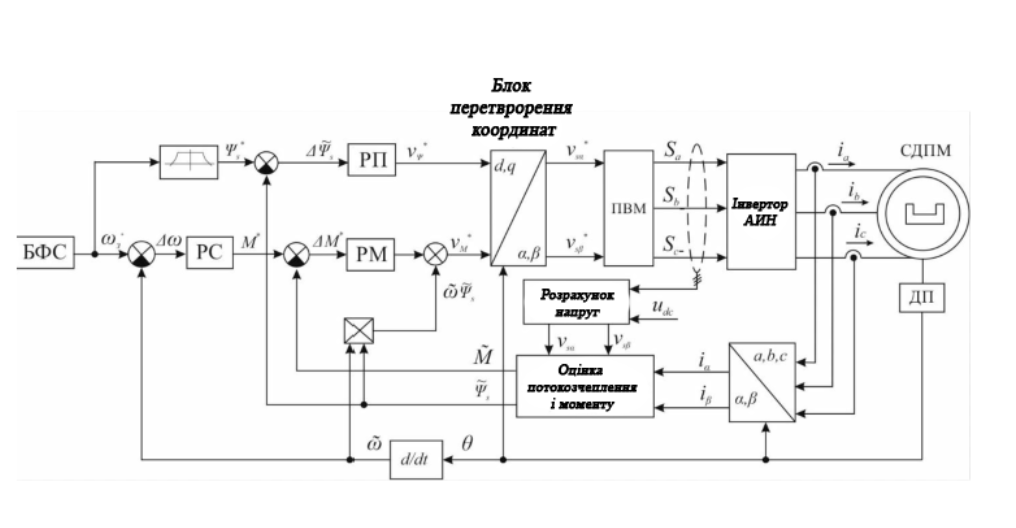 Блок
перетврорення
координат
Ψs*
ΔΨ̃s
РП
vΨ*
d,q
α,β
vsα*
vsβ*
ПВМ
Sa
Sb
Sc
Інвертор
АИН
ia
ib
ic
СДПМ
БФС
ωз*
Δω
РС
M*
ΔM*
РМ
vM*
ω̃Ψ̃s
Розрахунок
напруг
udc
vsα
vsβ
ДП
M̃
Ψ̃s
Оцінка
потокозчеплення
і моменту
iα
iβ
a,b,c
α,β
ω̃
d/dt
θ